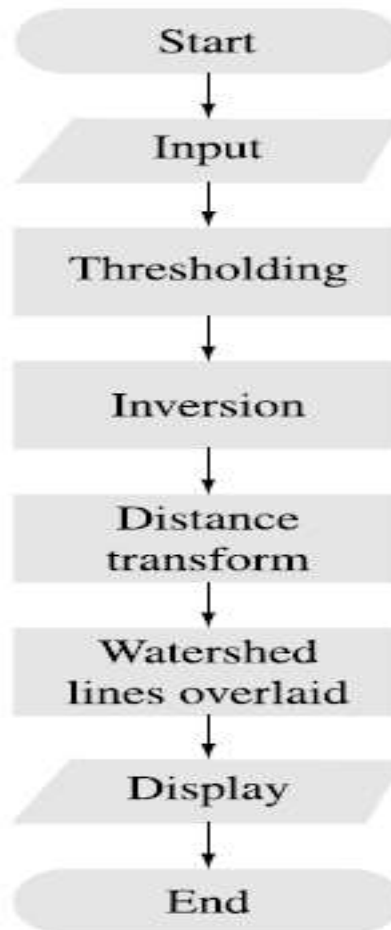 Start
Input
Thresholding
Inversion
Distance
transform
Watershed
lines overlaid
Display
End